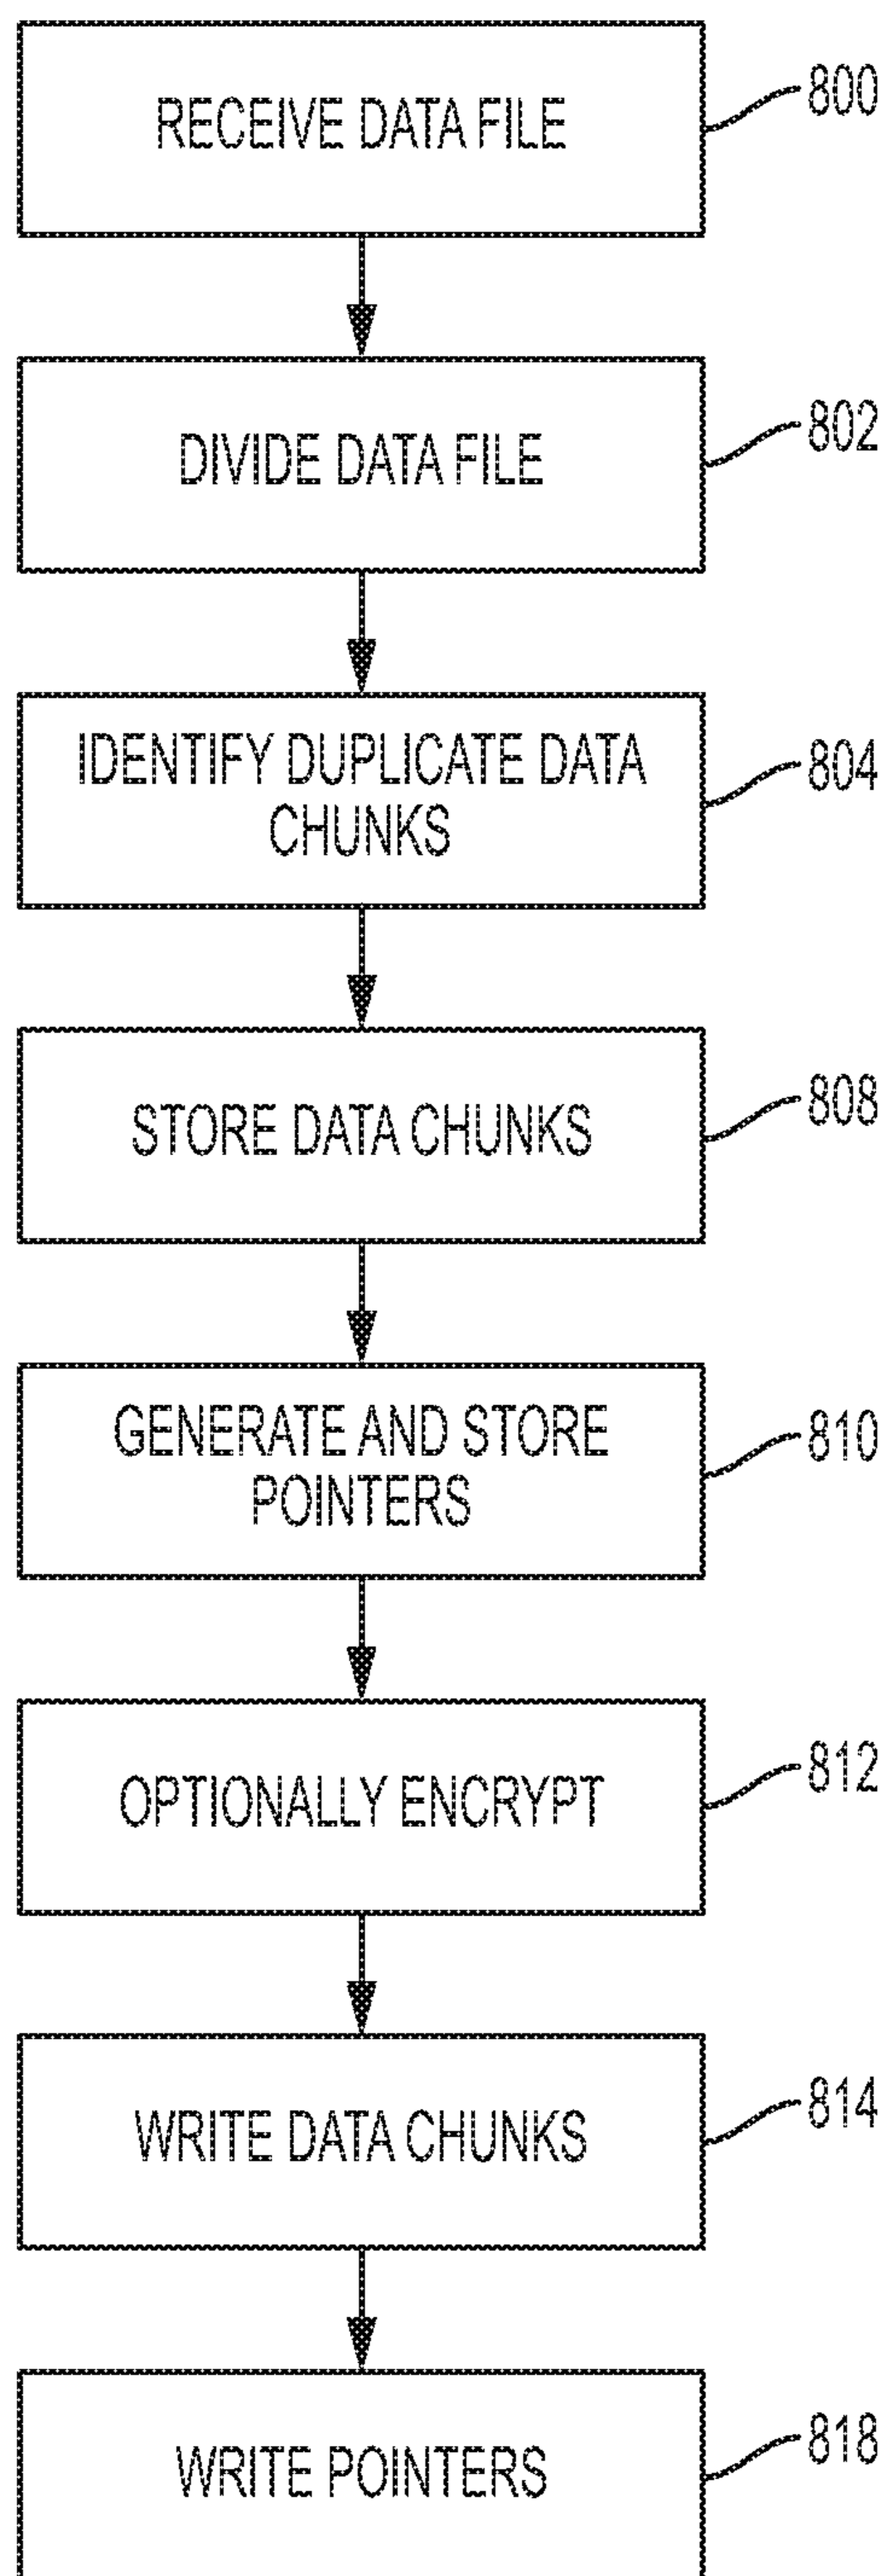 RECEIVE DATA FILE
800
DIVIDE DATA FILE
802
IDENTIFY DUPLICATE DATA
CHUNKS
804
STORE DATA CHUNKS
808
GENERATE AND STORE
POINTERS
810
OPTIONALLY ENCRYPT
812
WRITE DATA CHUNKS
814
WRITE POINTERS
818